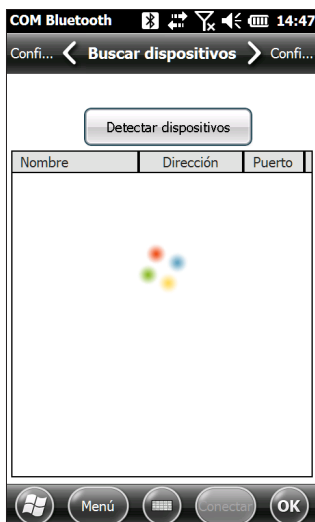 COM Bluetooth 14:47
Confi... Buscar dispositivos Confi...
Detectar dispositivos
Nombre Dirección Puerto
Menú Conectar OK